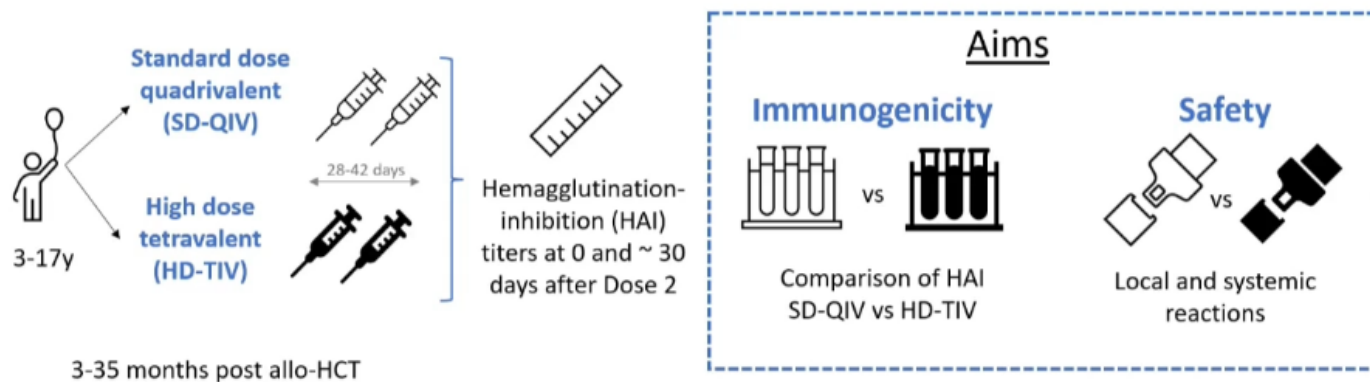 Standard dose
quadrivalent
(SD-QIV)
28-42 days
High dose
tetravalent
(HD-TIV)
3-17y
3-35 months post allo-HCT
Hemagglutination-
inhibition (HAI)
titers at 0 and ~ 30
days after Dose 2
Aims
Immunogenicity
vs
Comparison of HAI
SD-QIV vs HD-TIV
Safety
vs
Local and systemic
reactions